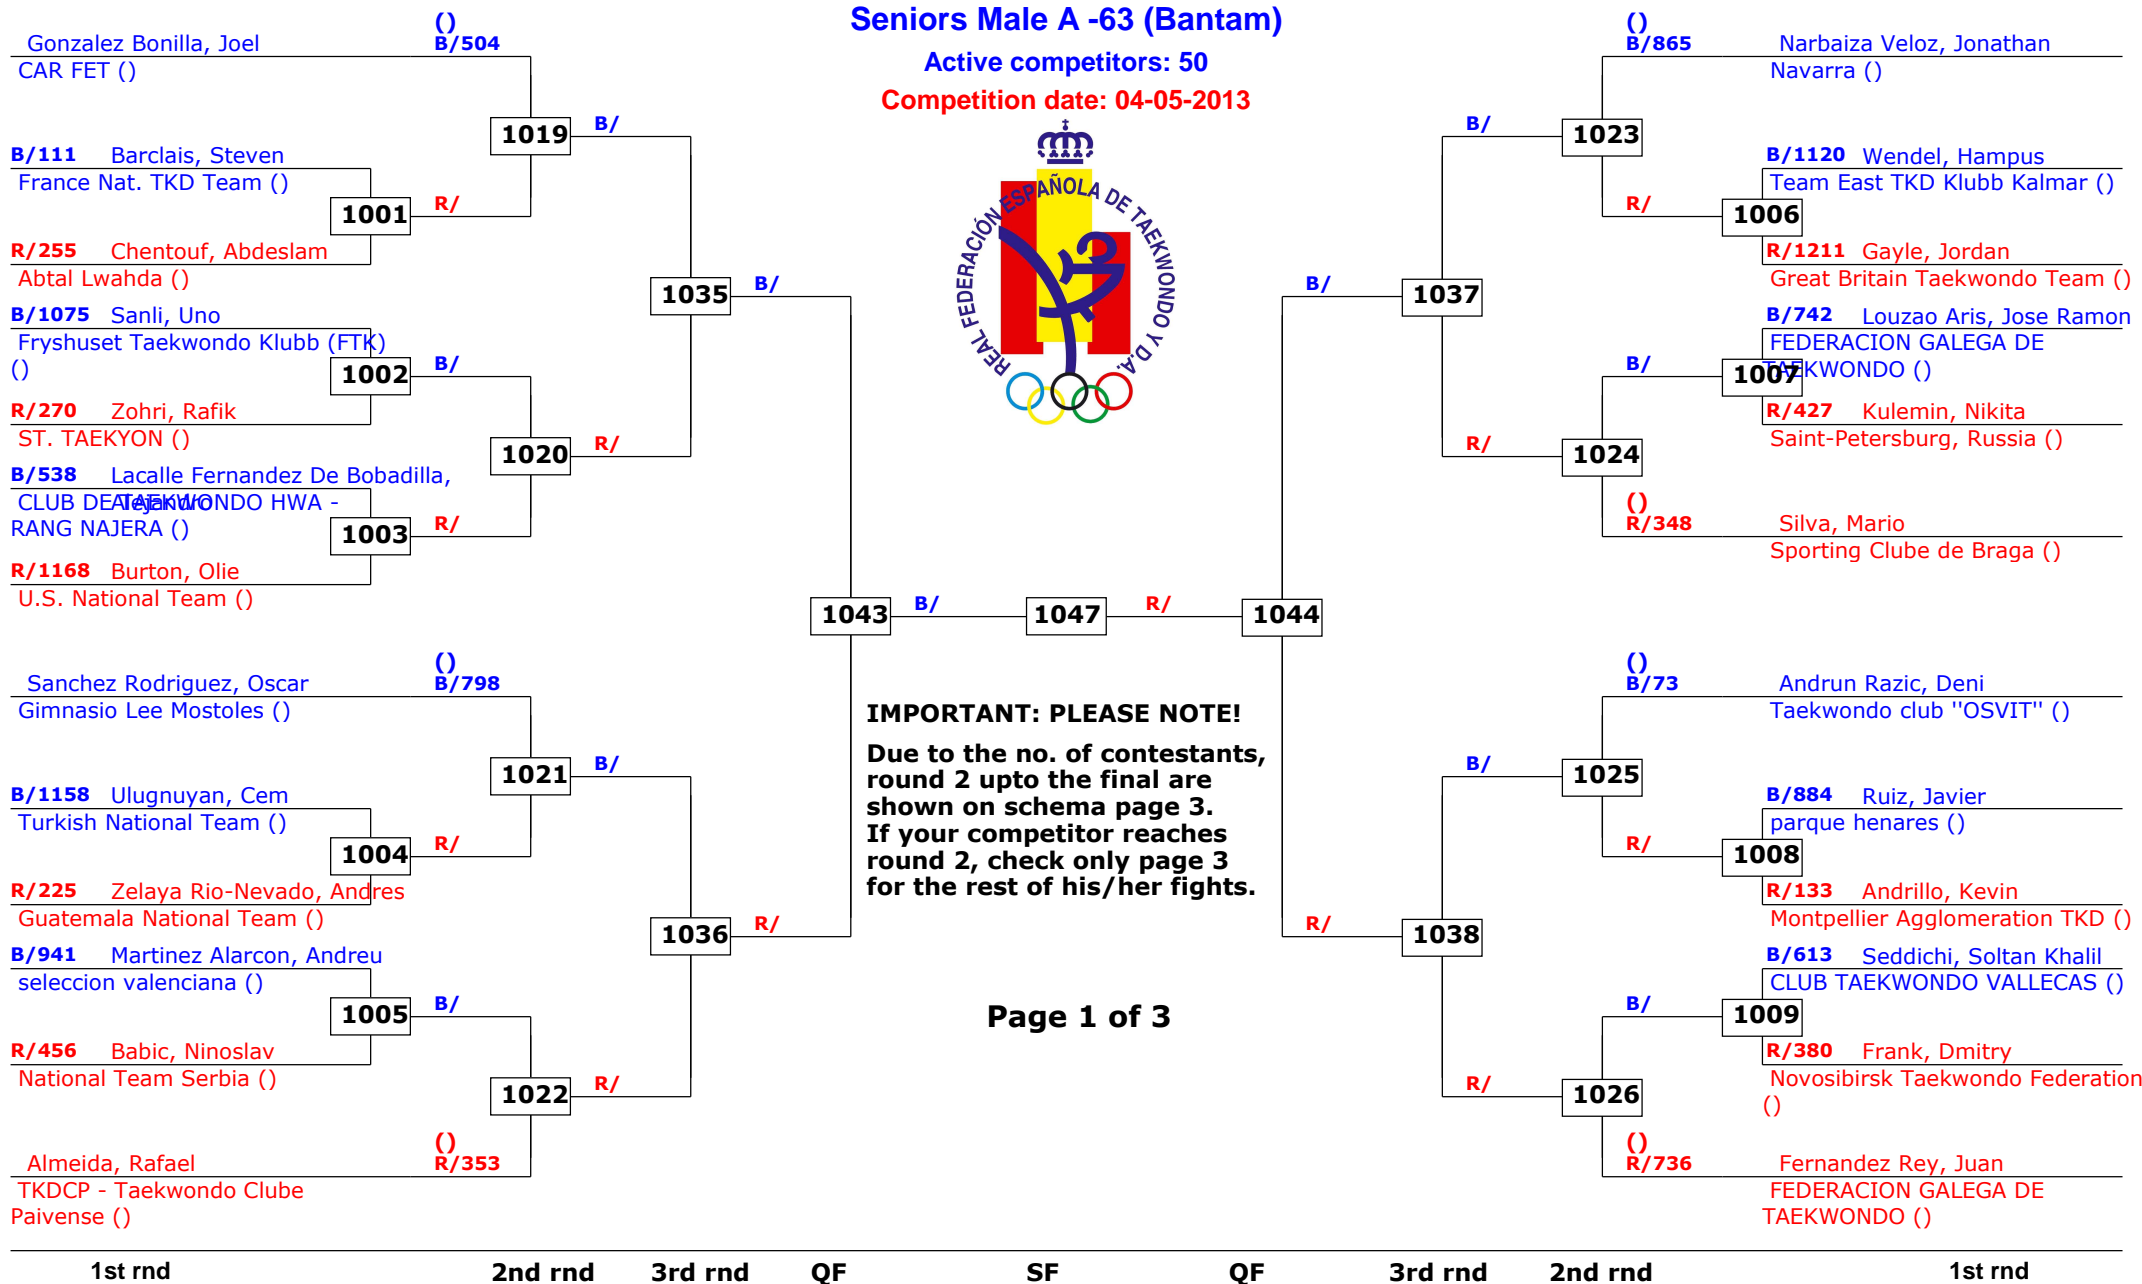 Seniors Male A -63 (Bantam)
Active competitors: 50
Competition date: 04-05-2013
REAL FEDERACIÓN ESPAÑOLA DE TAEKWONDO Y D.A.
()
Gonzalez Bonilla, Joel B/504
CAR FET ()
1019
B/
B/111 Barclais, Steven
France Nat. TKD Team ()
1001
R/
R/255 Chentouf, Abdeslam
Abtal Lwahda ()
1035
B/
B/1075 Sanli, Uno
Fryshuset Taekwondo Klubb (FTK)
()
1002
B/
R/270 Zohri, Rafik
ST. TAEKYON ()
1020
R/
B/538 Lacalle Fernandez De Bobadilla,
Alejandro
CLUB DE TAEKWONDO HWA -
RANG NAJERA ()
1003
R/
R/1168 Burton, Olie
U.S. National Team ()
1043
B/
1047
R/
1044
()
Sanchez Rodriguez, Oscar B/798
Gimnasio Lee Mostoles ()
1021
B/
B/1158 Ulugnuyan, Cem
Turkish National Team ()
1004
R/
R/225 Zelaya Rio-Nevado, Andres
Guatemala National Team ()
1036
R/
B/941 Martinez Alarcon, Andreu
seleccion valenciana ()
1005
B/
R/456 Babic, Ninoslav
National Team Serbia ()
1022
R/
()
Almeida, Rafael R/353
TKDCP - Taekwondo Clube
Paivense ()
IMPORTANT: PLEASE NOTE!
Due to the no. of contestants,
round 2 upto the final are
shown on schema page 3.
If your competitor reaches
round 2, check only page 3
for the rest of his/her fights.
Page 1 of 3
()
B/865 Narbaiza Veloz, Jonathan
Navarra ()
B/
1023
B/1120 Wendel, Hampus
Team East TKD Klubb Kalmar ()
R/
1006
R/1211 Gayle, Jordan
Great Britain Taekwondo Team ()
B/
1037
B/742 Louzao Aris, Jose Ramon
FEDERACION GALEGA DE
TAEKWONDO ()
B/
1007
R/427 Kulemin, Nikita
Saint-Petersburg, Russia ()
R/
1024
()
R/348 Silva, Mario
Sporting Clube de Braga ()
()
B/73 Andrun Razic, Deni
Taekwondo club "OSVIT" ()
B/
1025
B/884 Ruiz, Javier
parque henares ()
R/
1008
R/133 Andrillo, Kevin
Montpellier Agglomeration TKD ()
R/
1038
B/613 Seddichi, Soltan Khalil
CLUB TAEKWONDO VALLECAS ()
B/
1009
R/380 Frank, Dmitry
Novosibirsk Taekwondo Federation
()
R/
1026
()
R/736 Fernandez Rey, Juan
FEDERACION GALEGA DE
TAEKWONDO ()
1st rnd 2nd rnd 3rd rnd QF SF QF 3rd rnd 2nd rnd 1st rnd